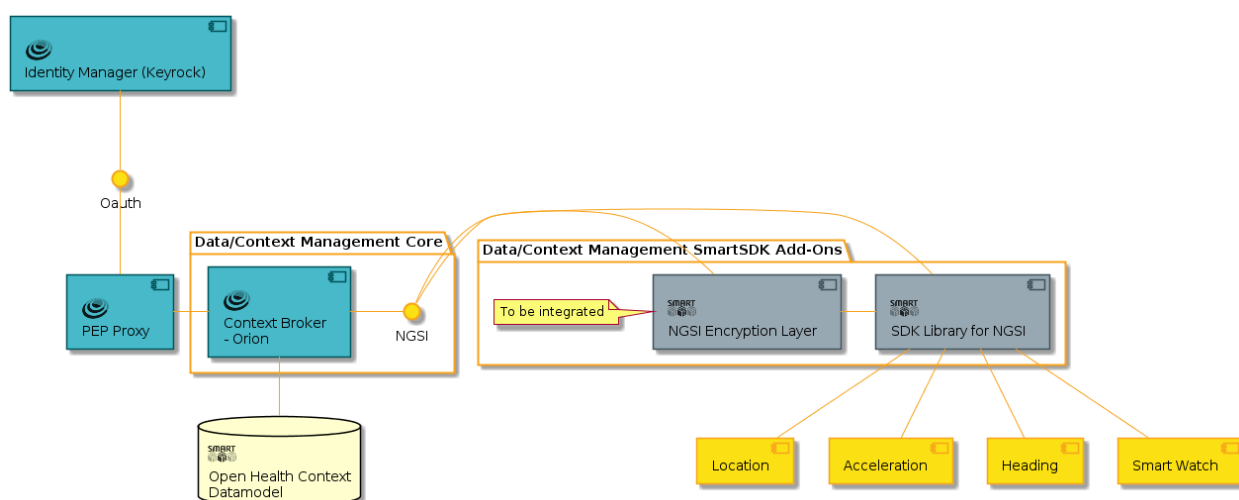 Identity Manager (Keyrock)
Oauth
Data/Context Management Core
Data/Context Management SmartSDK Add-Ons
PEP Proxy
Context Broker
- Orion
NGSI
To be integrated
SMART
NGSI Encryption Layer
SMART
SDK Library for NGSI
SMART
Open Health Context
Datamodel
Location
Acceleration
Heading
Smart Watch